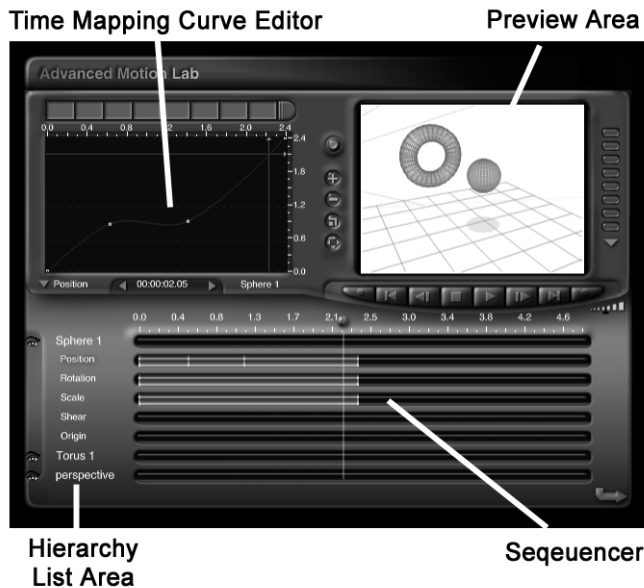 Time Mapping Curve Editor
Preview Area
Advanced Motion Lab
0.0 0.4 0.8 1.2 1.6 2.0 2.4
2.4
1.8
1.2
0.6
0.0
Position 00:00:02.05 Sphere 1
0.0 0.4 0.8 1.3 1.7 2.1 2.5 3.0 3.4 3.8 4.2 4.6
Sphere 1
Position
Rotation
Scale
Shear
Origin
Torus 1
perspective
Hierarchy
List Area
Seqeuencer